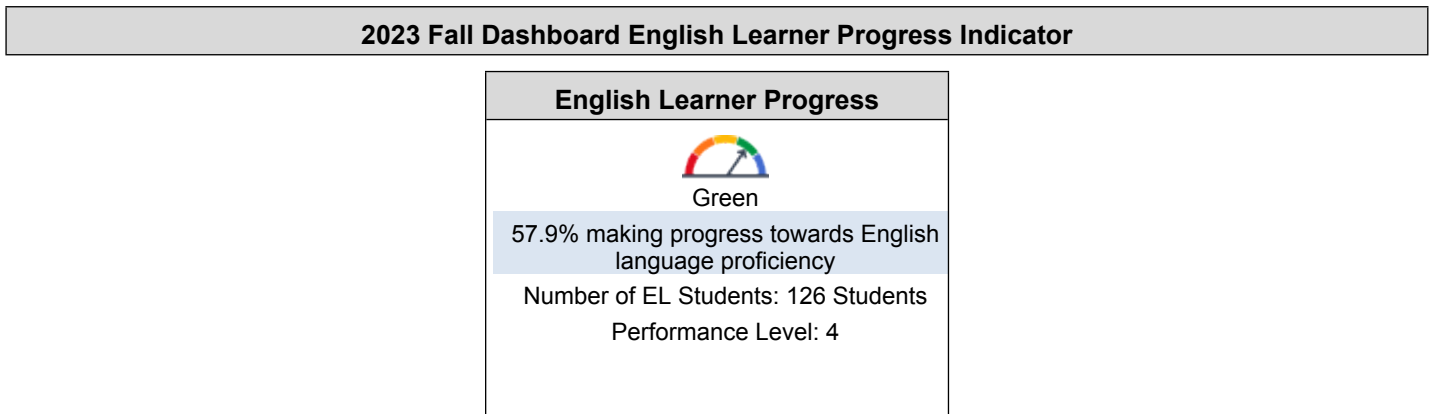 2023 Fall Dashboard English Learner Progress Indicator
English Learner Progress
Green
57.9% making progress towards English
language proficiency
Number of EL Students: 126 Students
Performance Level: 4